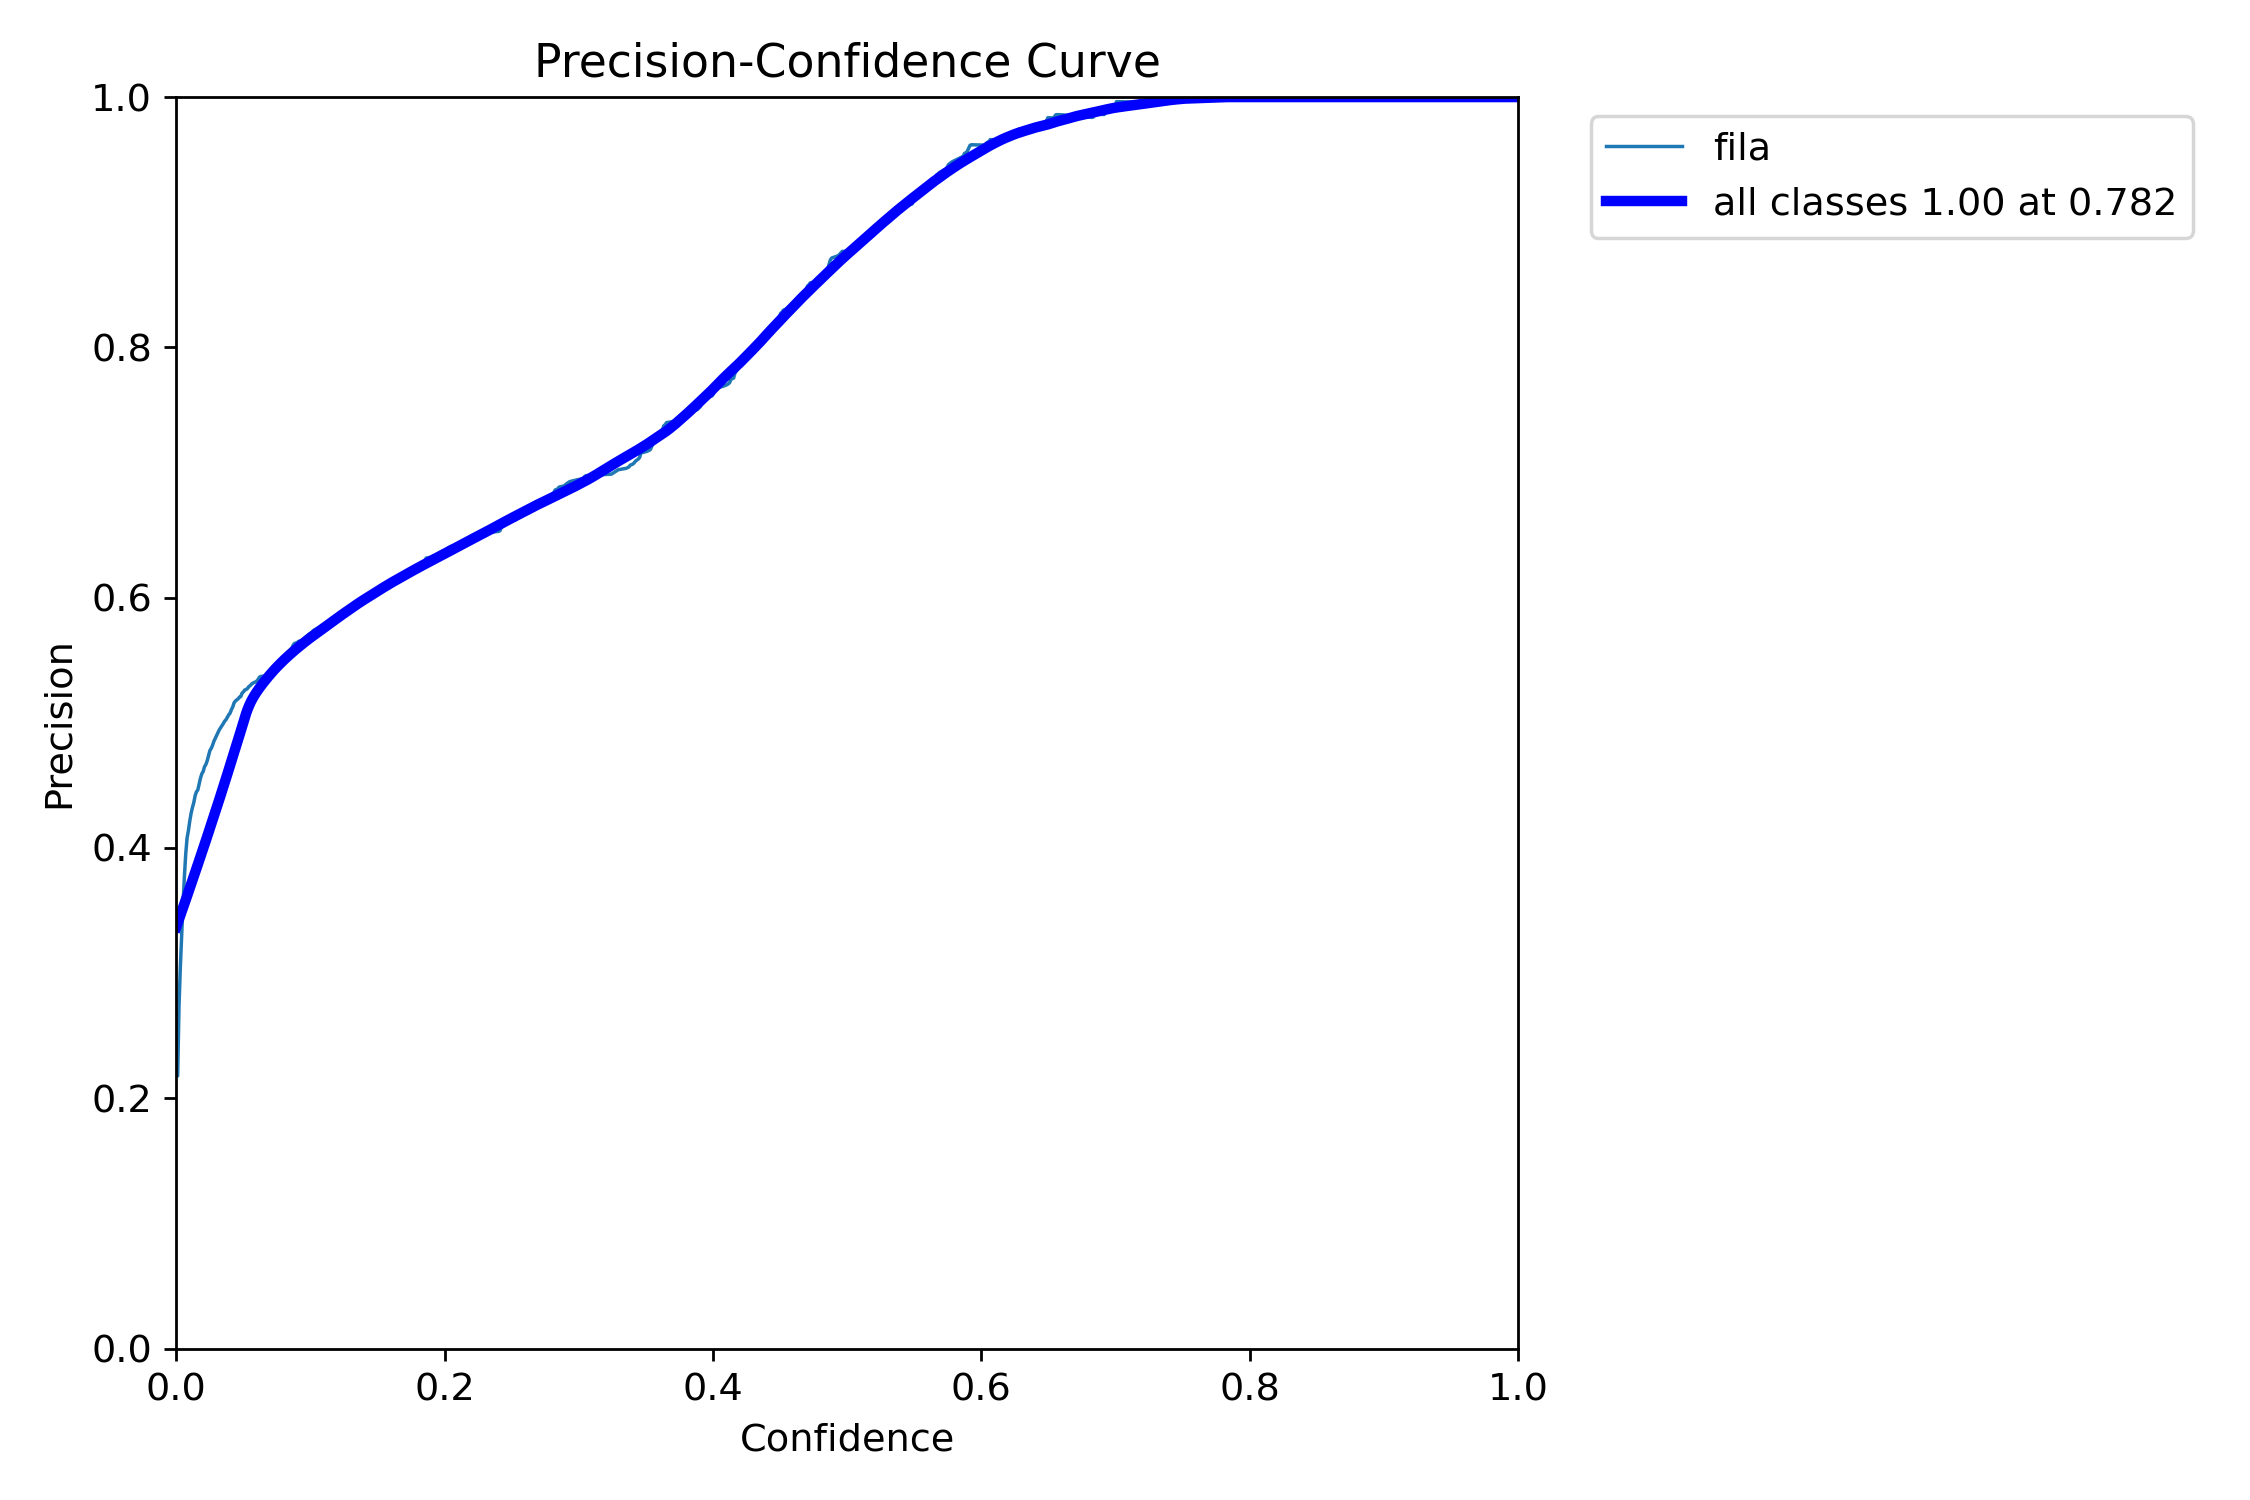 Precision-Confidence Curve
1.0
0.8
0.6
0.4
0.2
0.0
Precision
0.0 0.2 0.4 0.6 0.8 1.0
Confidence
fila
all classes 1.00 at 0.782